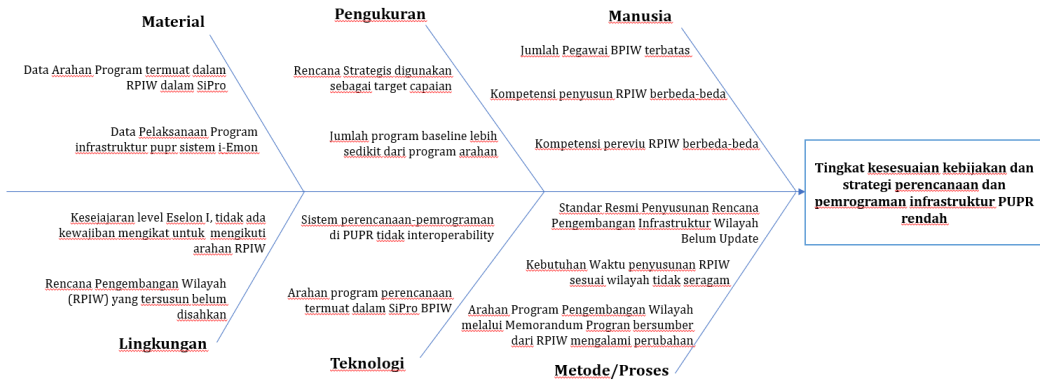 Material
Data Arahan Program termuat dalam
RPIW dalam SiPro
Data Pelaksanaan Program
infrastruktur pupr sistem i-Emon
Pengukuran
Rencana Strategis digunakan
sebagai target capaian
Jumlah program baseline lebih
sedikit dari program arahan
Manusia
Jumlah Pegawai BPIW terbatas
Kompetensi penyusun RPIW berbeda-beda
Kompetensi pereviu RPIW berbeda-beda
Tingkat kesesuaian kebijakan dan
strategi perencanaan dan
pemrograman infrastruktur PUPR
rendah
Kesejajaran level Eselon I, tidak ada
kewajiban mengikat untuk mengikuti
arahan RPIW
Rencana Pengembangan Wilayah
(RPIW) yang tersusun belum
disahkan
Lingkungan
Sistem perencanaan-pemrograman
di PUPR tidak interoperability
Arahan program perencanaan
termuat dalam SiPro BPIW
Teknologi
Standar Resmi Penyusunan Rencana
Pengembangan Infrastruktur Wilayah
Belum Update
Kebutuhan Waktu penyusunan RPIW
sesuai wilayah tidak seragam
Arahan Program Pengembangan Wilayah
melalui Memorandum Progran bersumber
dari RPIW mengalami perubahan
Metode/Proses